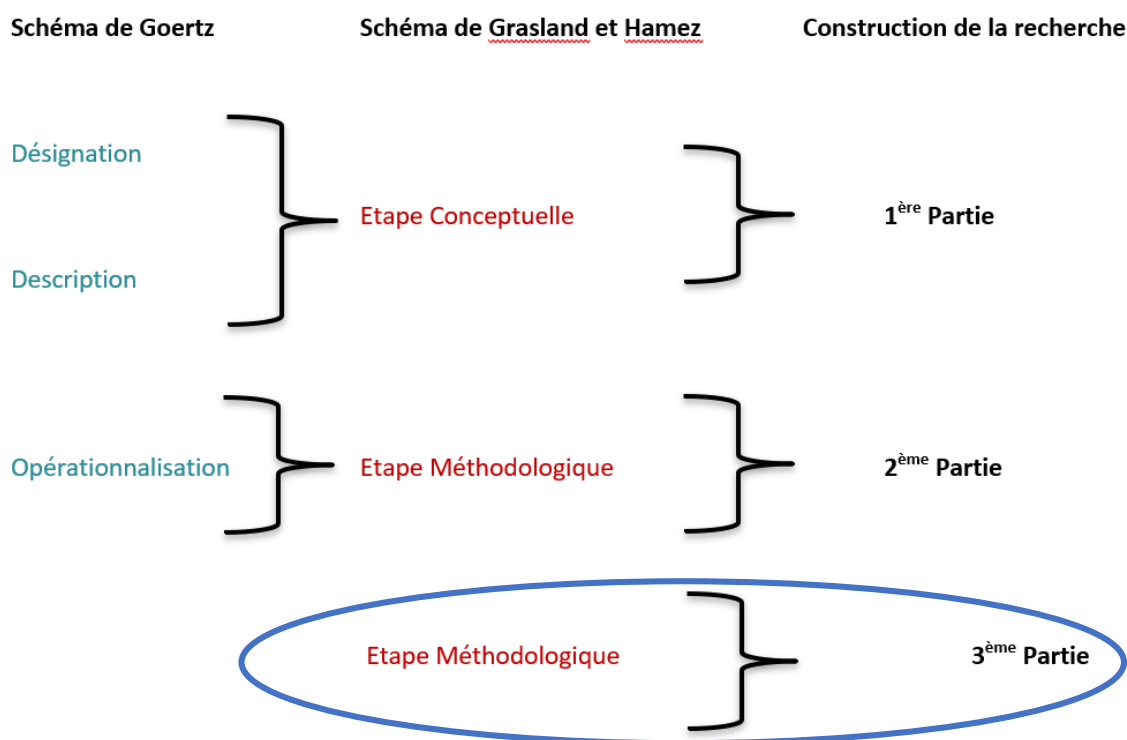 Schéma de Goertz
Schéma de Grasland et Hamez
Construction de la recherche
Désignation
Etape Conceptuelle
1ère Partie
Description
Opérationnalisation
Etape Méthodologique
2ème Partie
Etape Méthodologique
3ème Partie